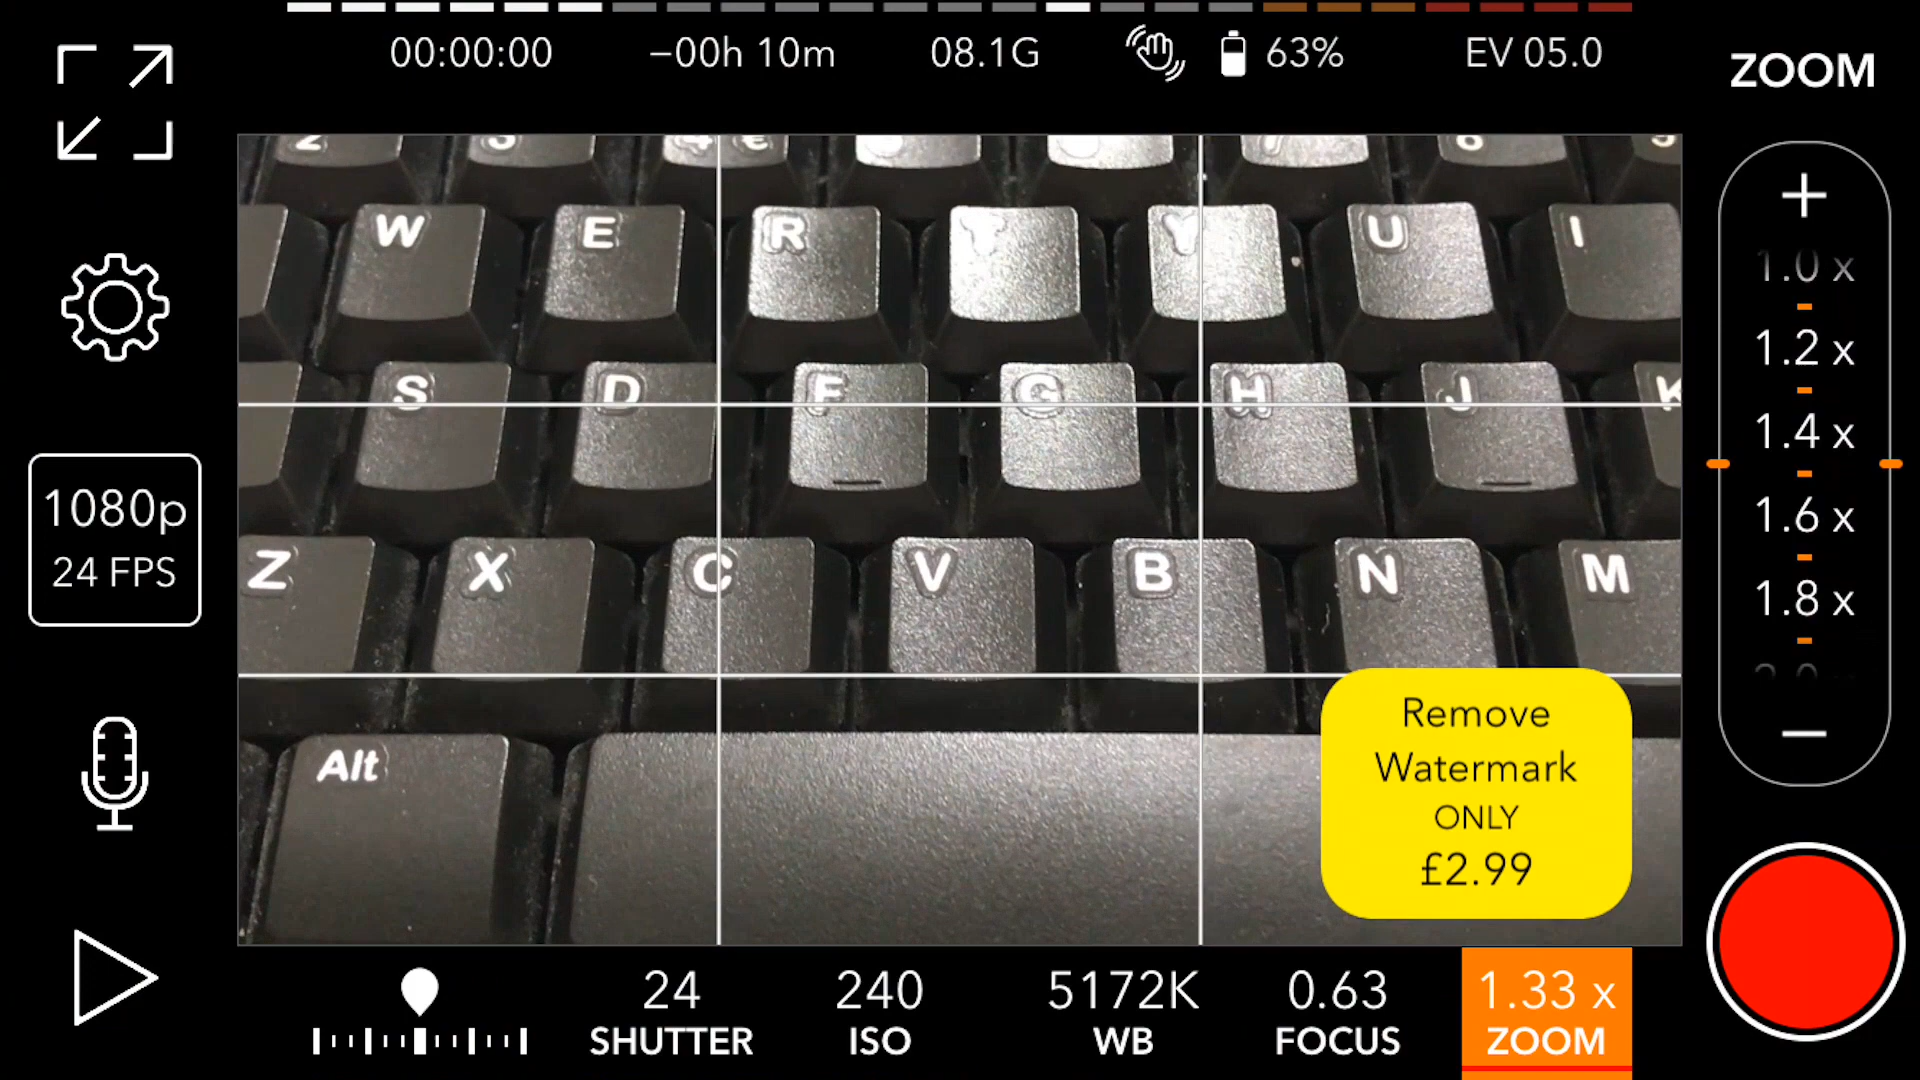 00:00:00 −00h 10m 08.1G 63% EV 05.0
ZOOM
+
1.0 x
1.2 x
1.4 x
1.6 x
1.8 x
−
1080p
24 FPS
4 €
W E R T Y U I
S D F G H J K
Z X C V B N M
Alt
Remove
Watermark
ONLY
£2.99
24 240 5172K 0.63 1.33 x
SHUTTER ISO WB FOCUS ZOOM